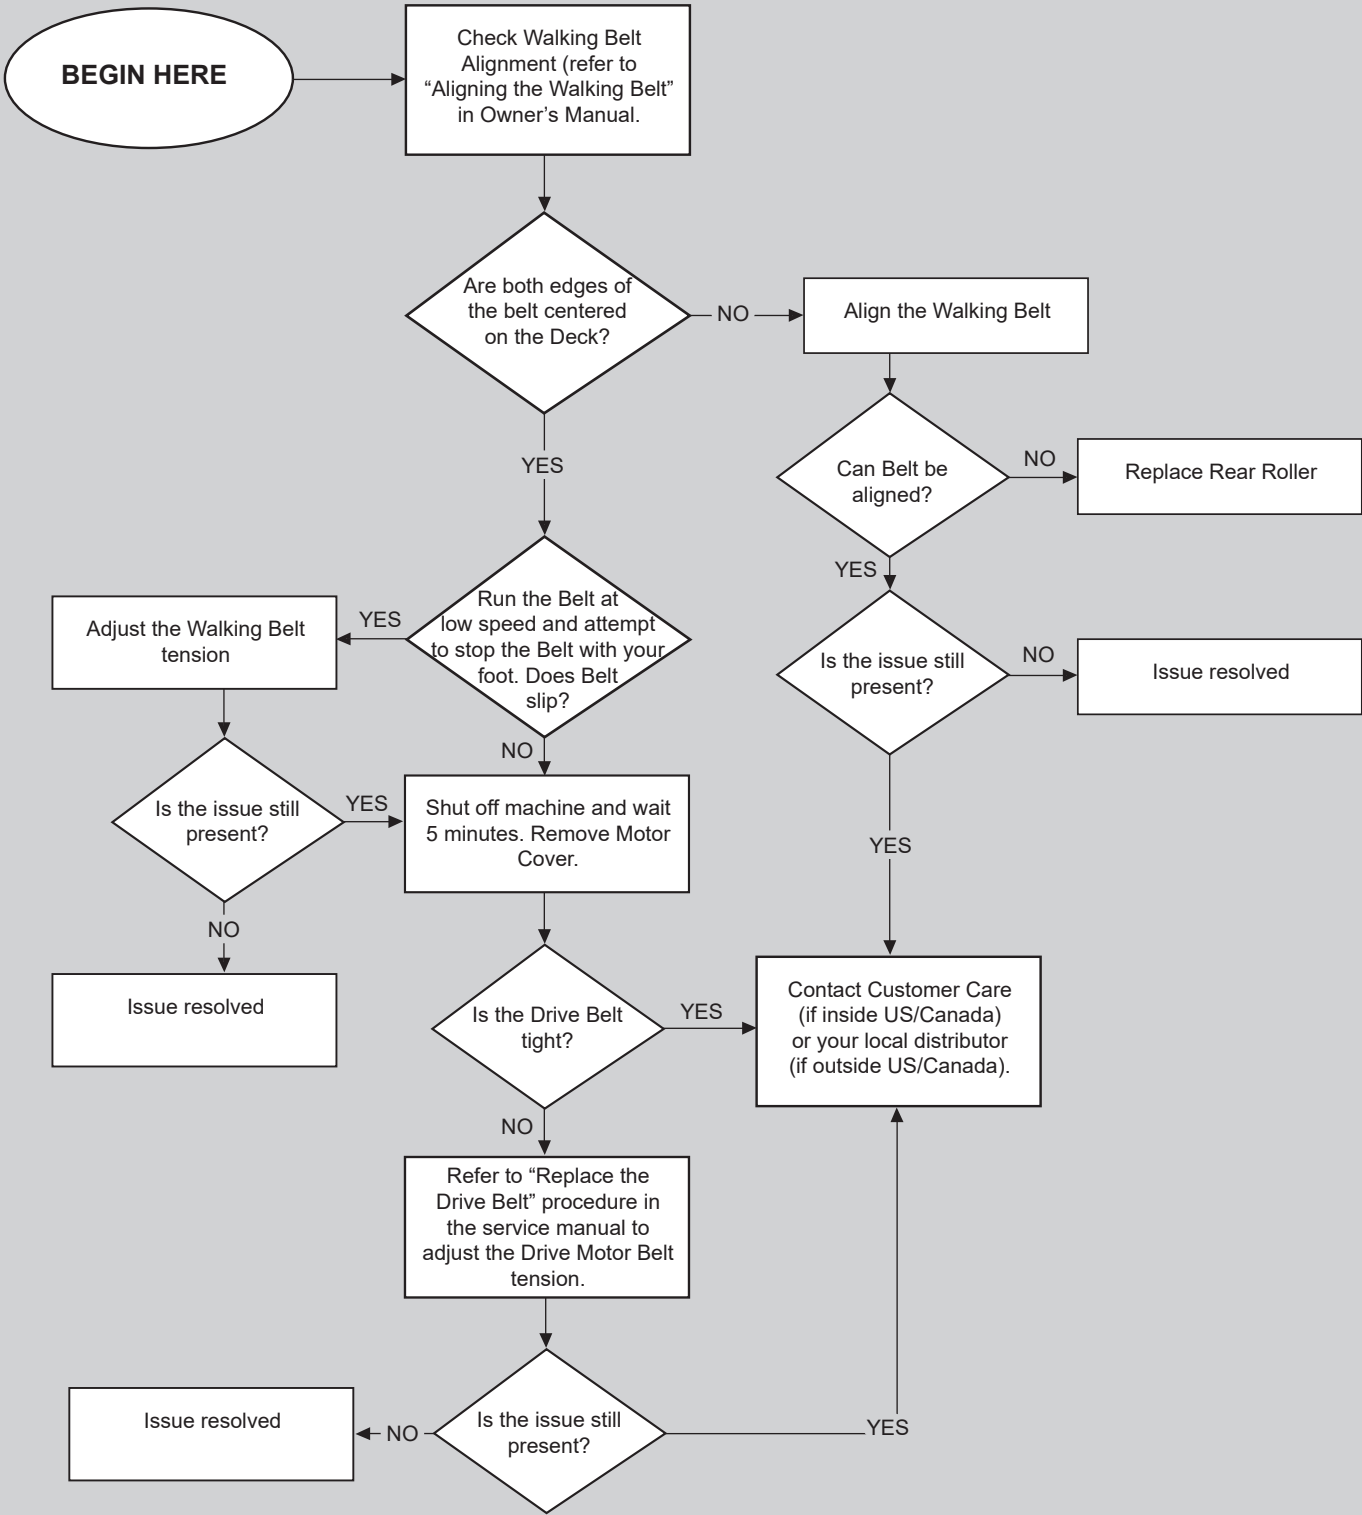 BEGIN HERE
Check Walking Belt
Alignment (refer to
“Aligning the Walking Belt”
in Owner’s Manual.
Are both edges of
the belt centered
on the Deck?
NO
Align the Walking Belt
YES
Can Belt be
aligned?
NO
Replace Rear Roller
YES
Run the Belt at
low speed and attempt
to stop the Belt with your
foot. Does Belt
slip?
YES
Adjust the Walking Belt
tension
Is the issue still
present?
NO
Issue resolved
NO
Is the issue still
present?
YES
Shut off machine and wait
5 minutes. Remove Motor
Cover.
YES
NO
Issue resolved
Is the Drive Belt
tight?
YES
Contact Customer Care
(if inside US/Canada)
or your local distributor
(if outside US/Canada).
NO
Refer to “Replace the
Drive Belt” procedure in
the service manual to
adjust the Drive Motor Belt
tension.
Is the issue still
present?
NO
Issue resolved
YES